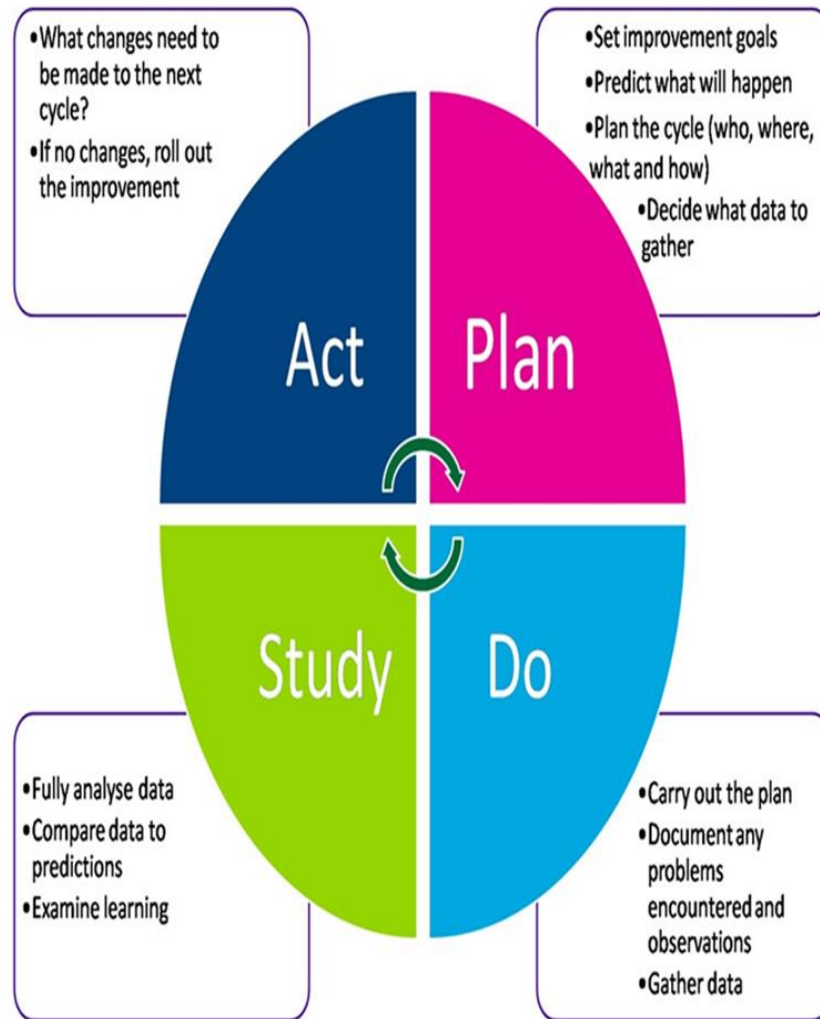 •What changes need to
be made to the next
cycle?
•If no changes, roll out
the improvement
•Set improvement goals
•Predict what will happen
•Plan the cycle (who, where,
what and how)
•Decide what data to
gather
Act
Plan
Study
Do
•Fully analyse data
•Compare data to
predictions
•Examine learning
•Carry out the plan
•Document any
problems
encountered and
observations
•Gather data